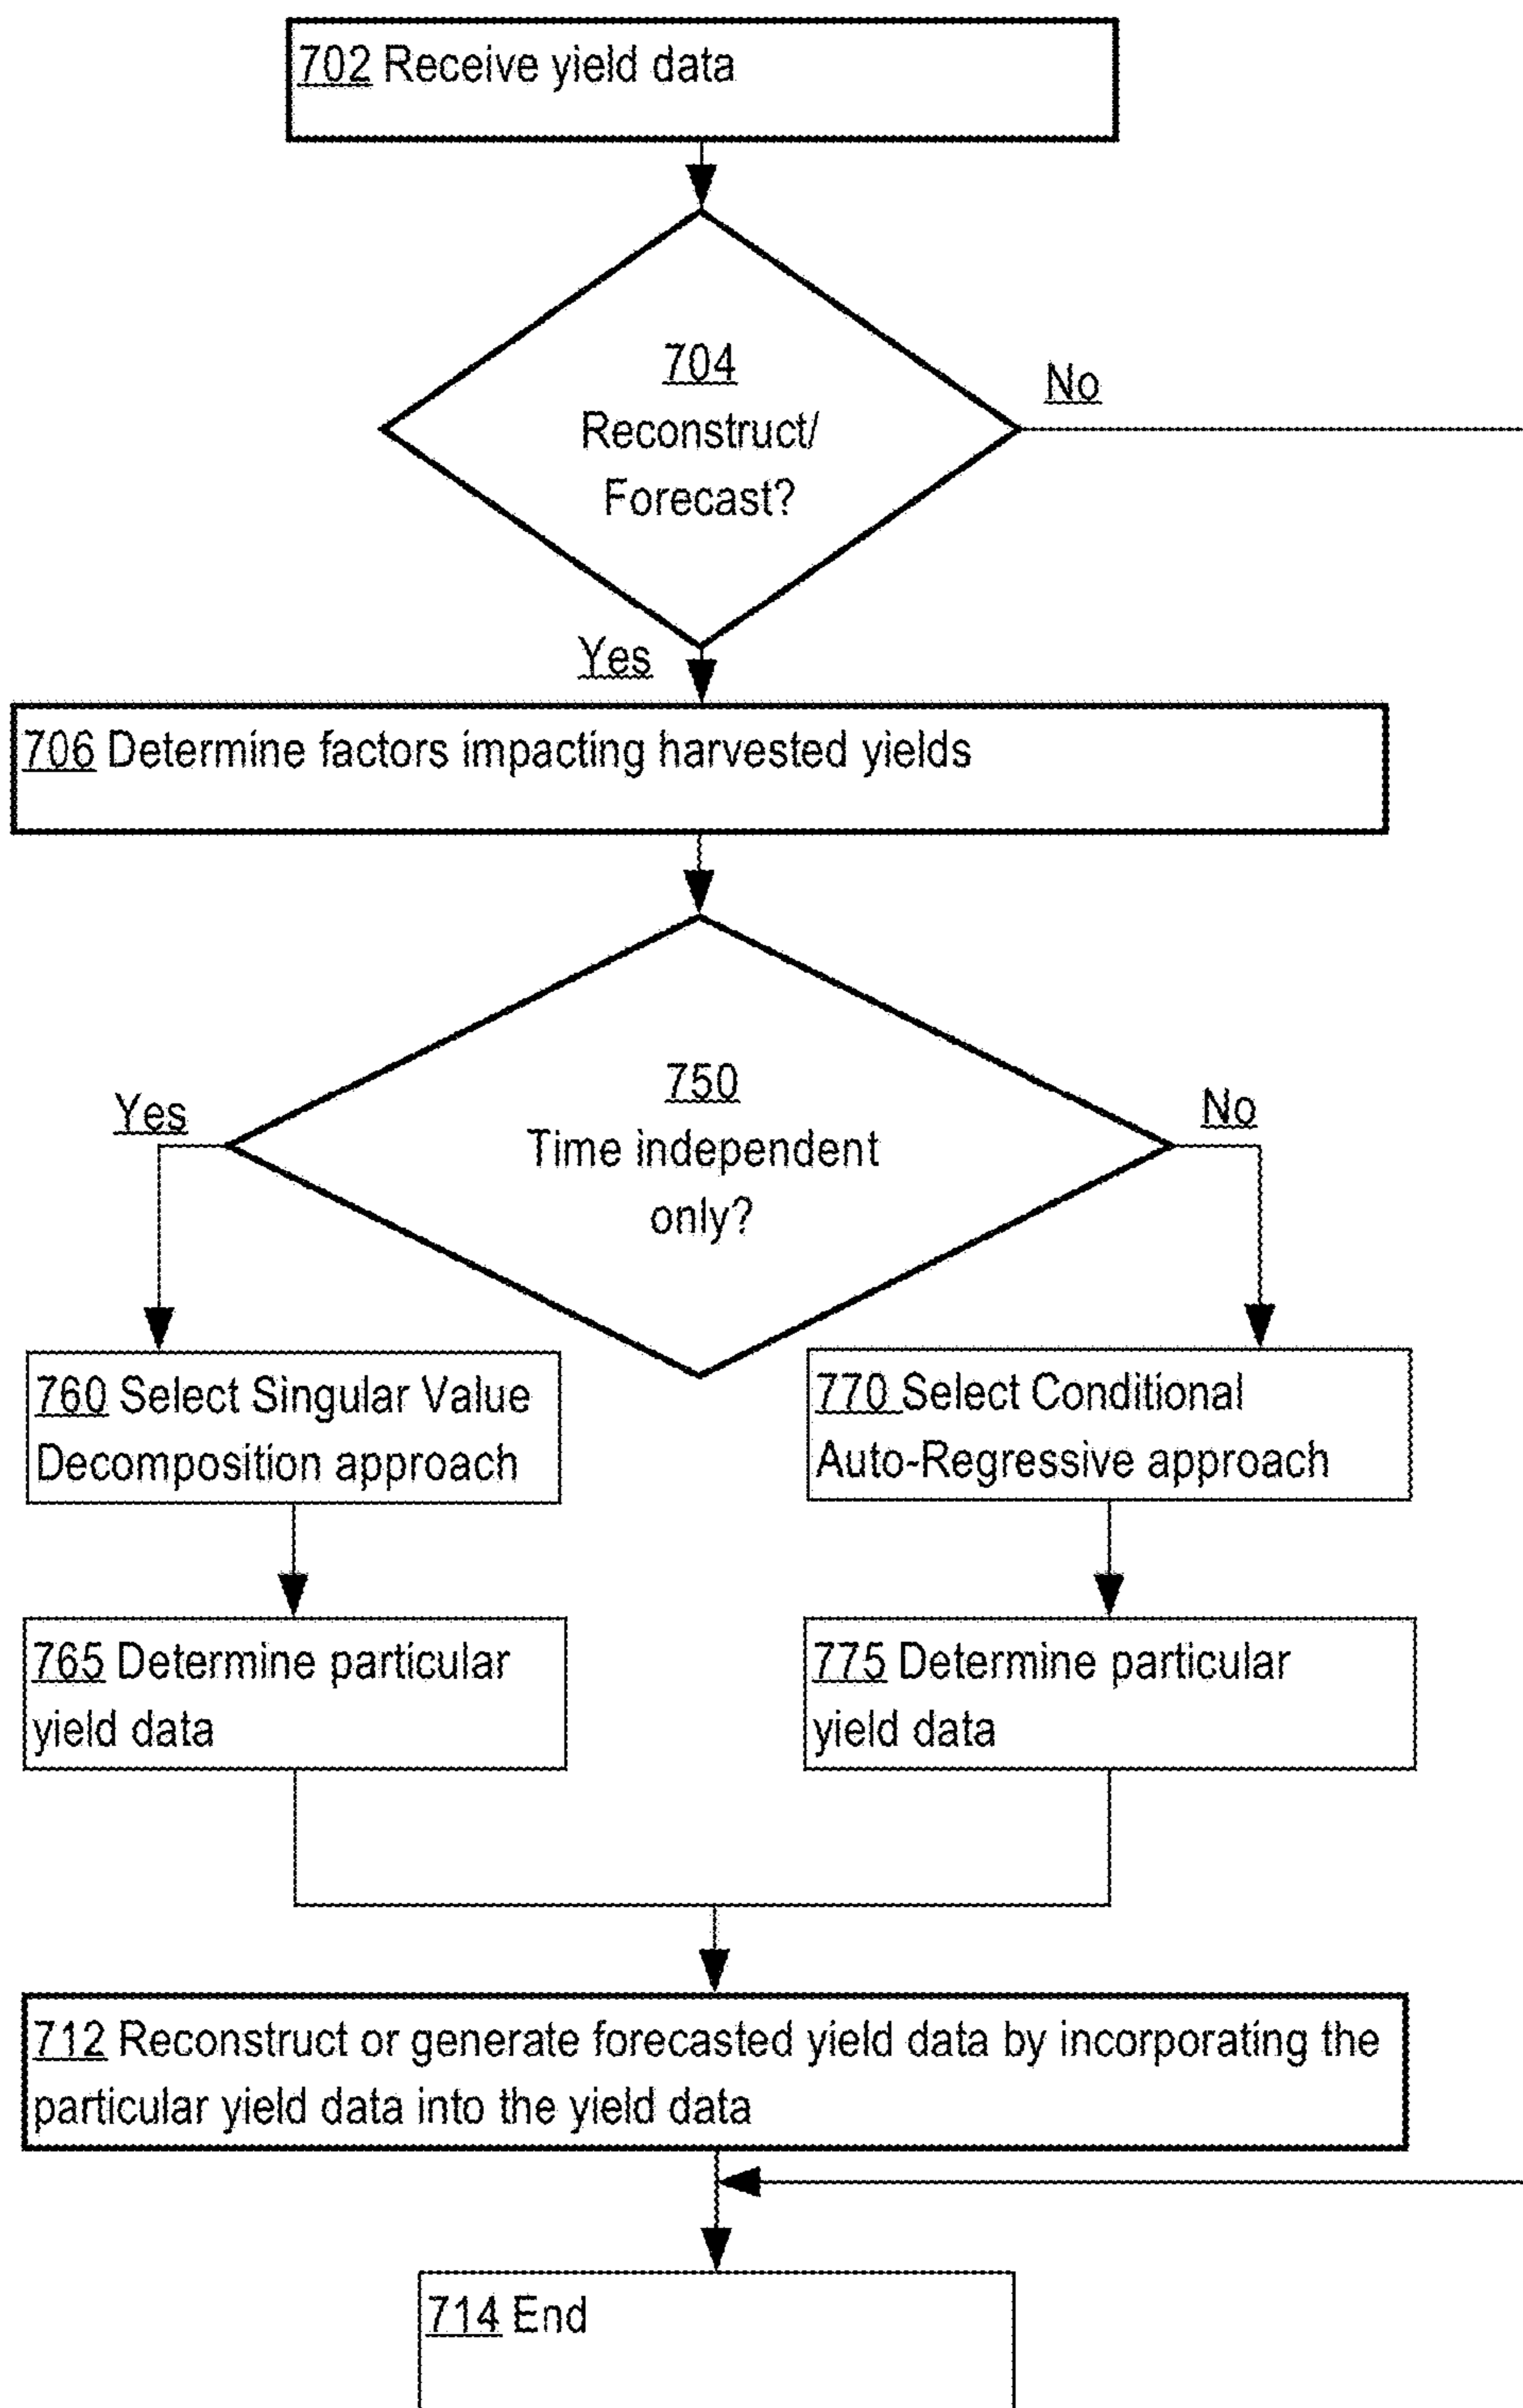 702 Receive yield data
704
Reconstruct/
Forecast?
No
Yes
706 Determine factors impacting harvested yields
750
Time independent
only?
Yes
No
760 Select Singular Value
Decomposition approach
770 Select Conditional
Auto-Regressive approach
765 Determine particular
yield data
775 Determine particular
yield data
712 Reconstruct or generate forecasted yield data by incorporating the
particular yield data into the yield data
714 End